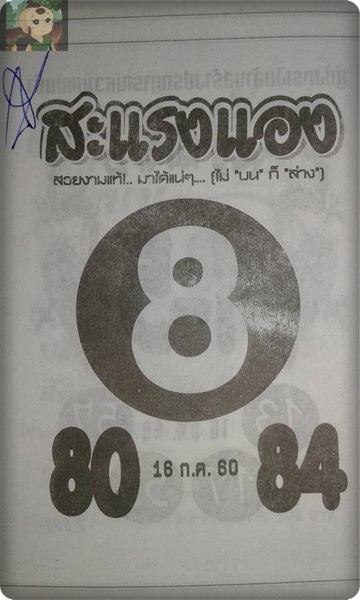 สะแรงแอง
สวยงามแท้!.. มาได้แน่ๆ.... (ไม่ "บน" ก็ "ล่าง")
8
80
16 ก.ค. 60
84